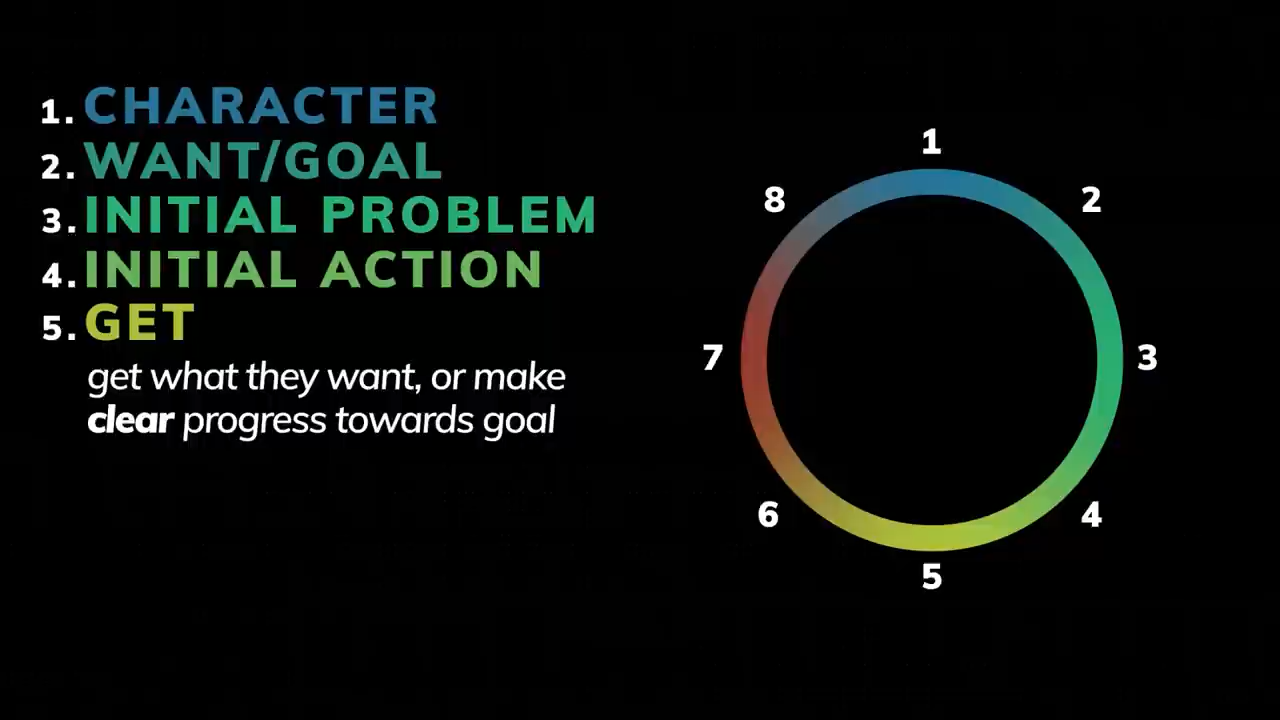 1. CHARACTER
2. WANT/GOAL
3. INITIAL PROBLEM
4. INITIAL ACTION
5. GET
get what they want, or make
clear progress towards goal
1
8
2
7
3
6
4
5